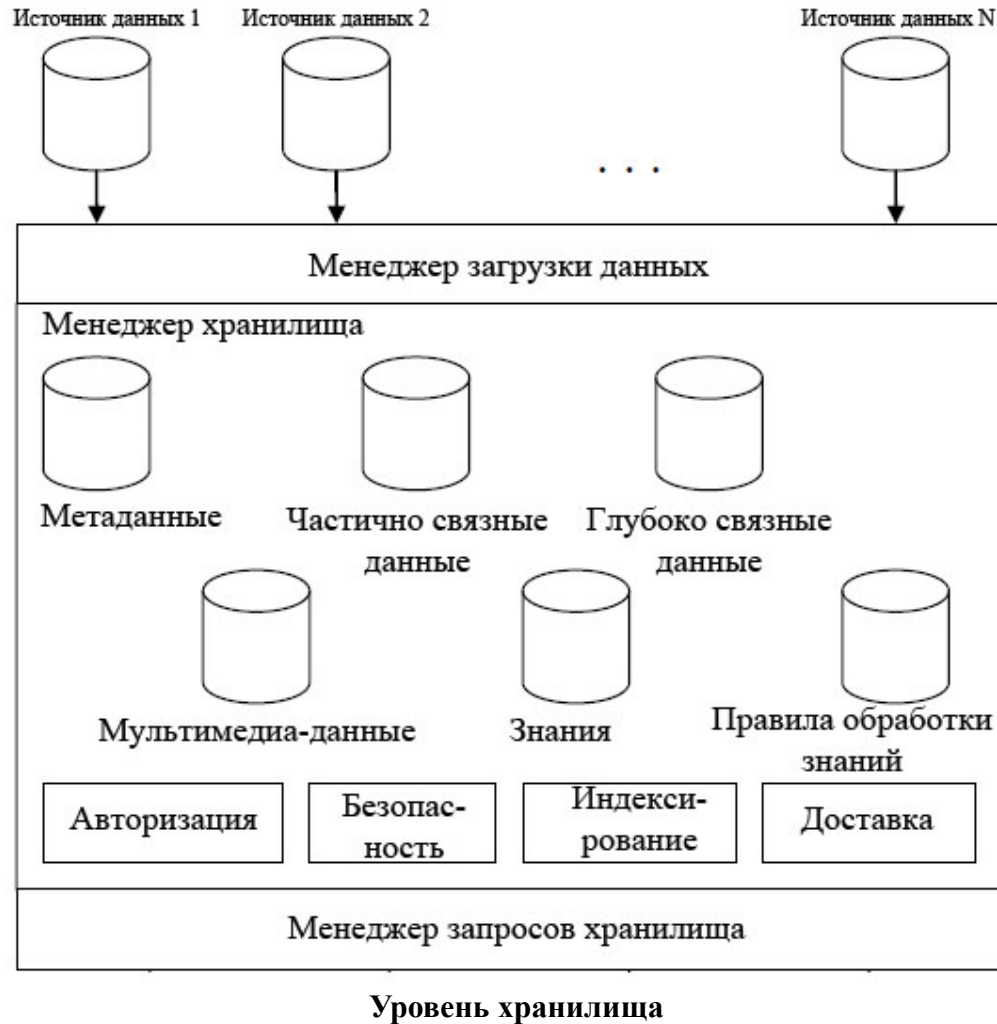 Источник данных 1
Источник данных 2
Источник данных N
. . .
Менеджер загрузки данных
Менеджер хранилища
Метаданные
Частично связные
данные
Глубоко связные
данные
Мультимедиа-данные
Знания
Правила обработки
знаний
Авторизация
Безопас-
ность
Индекси-
рование
Доставка
Менеджер запросов хранилища
Уровень хранилища